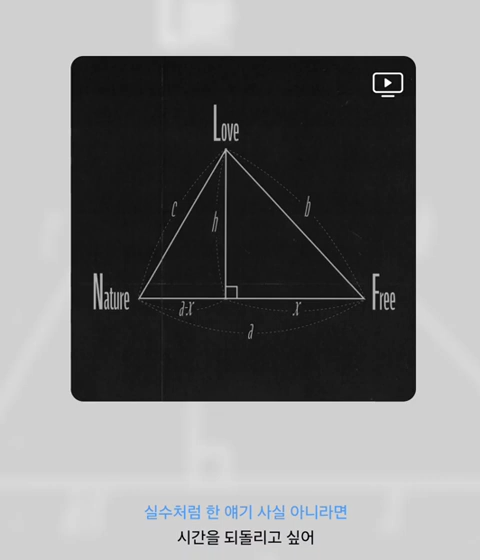 Love
c
b
h
Nature
Free
a-x
x
a
실수처럼 한 얘기 사실 아니라면
시간을 되돌리고 싶어